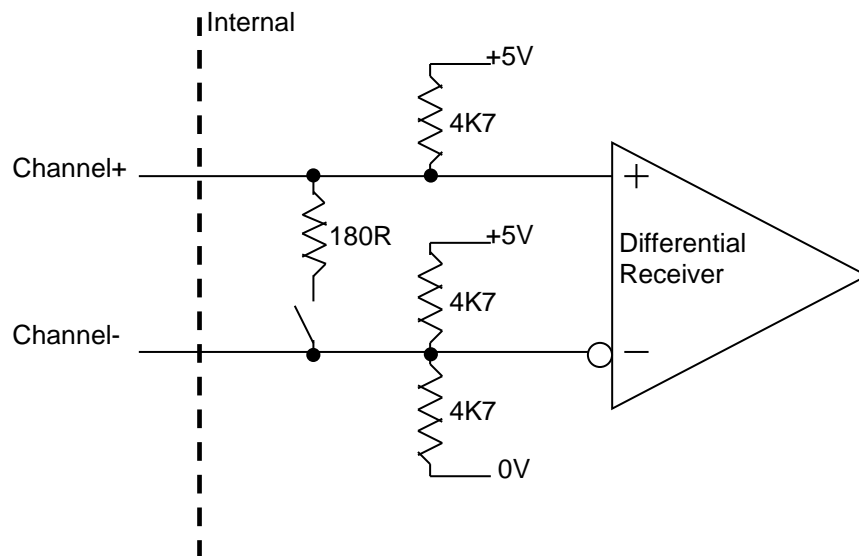 Internal
+5V
4K7
Channel+
+
180R
+5V
Differential
Receiver
4K7
Channel-
−
4K7
0V